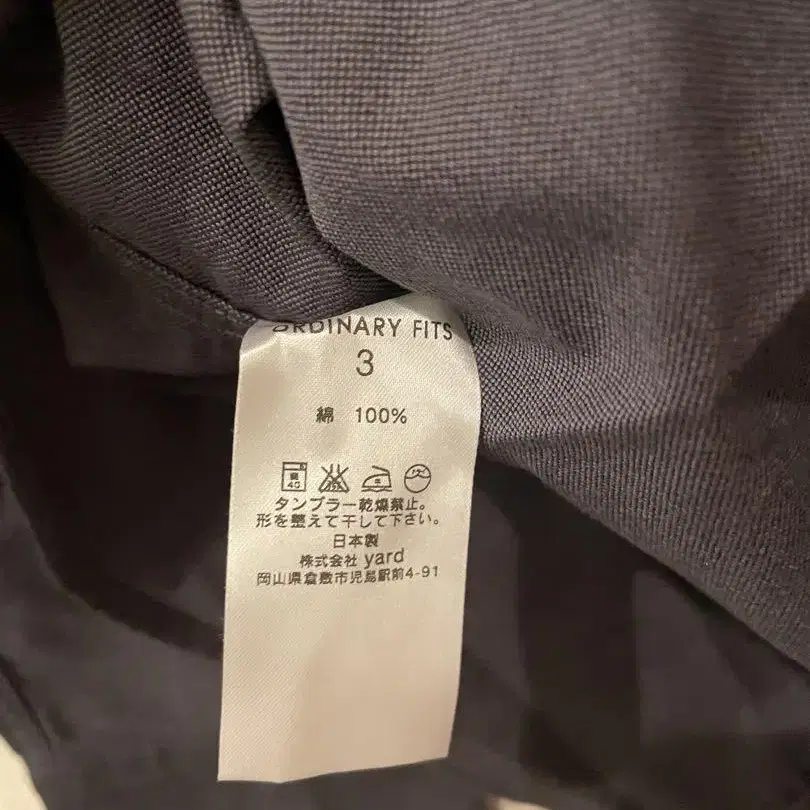 ORDINARY FITS
3
綿 100%
タンブラー乾燥禁止。
形を整えて干して下さい。
日本製
株式会社 yard
岡山県倉敷市児島駅前4-91